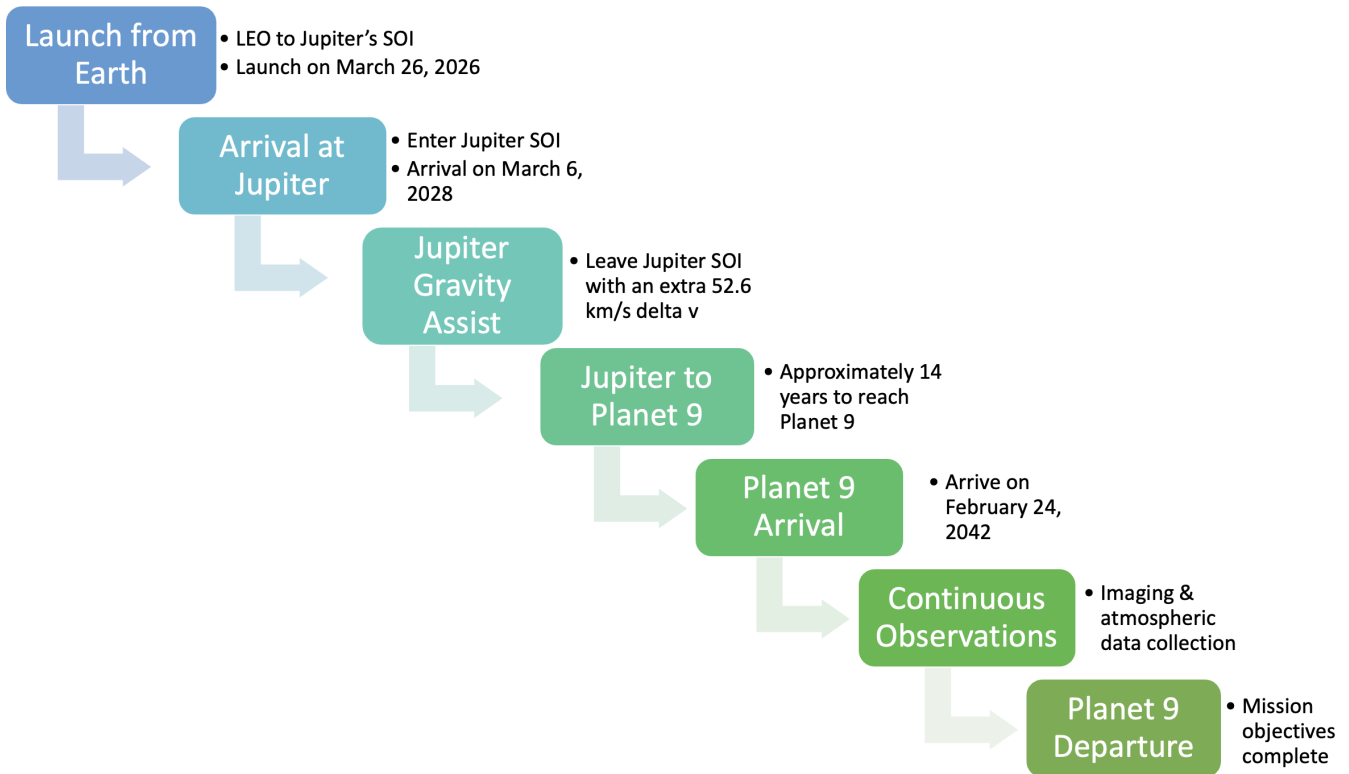 Launch from
Earth
• LEO to Jupiter’s SOI
• Launch on March 26, 2026
Arrival at
Jupiter
• Enter Jupiter SOI
• Arrival on March 6,
2028
Jupiter
Gravity
Assist
• Leave Jupiter SOI
with an extra 52.6
km/s delta v
Jupiter to
Planet 9
• Approximately 14
years to reach
Planet 9
Planet 9
Arrival
• Arrive on
February 24,
2042
Continuous
Observations
• Imaging &
atmospheric
data collection
Planet 9
Departure
• Mission
objectives
complete